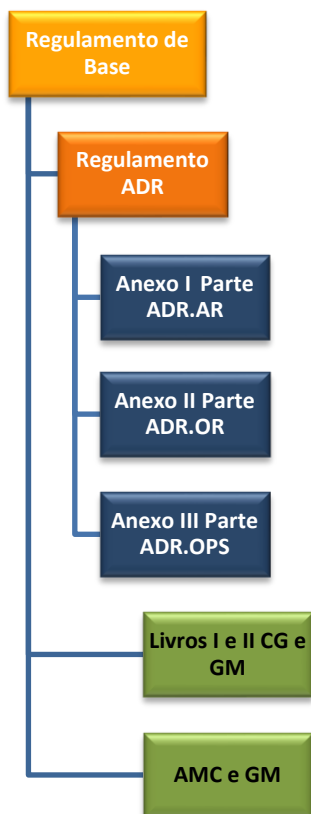 Regulamento de
Base
Regulamento
ADR
Anexo I Parte
ADR.AR
Anexo II Parte
ADR.OR
Anexo III Parte
ADR.OPS
Livros I e II CG e
GM
AMC e GM